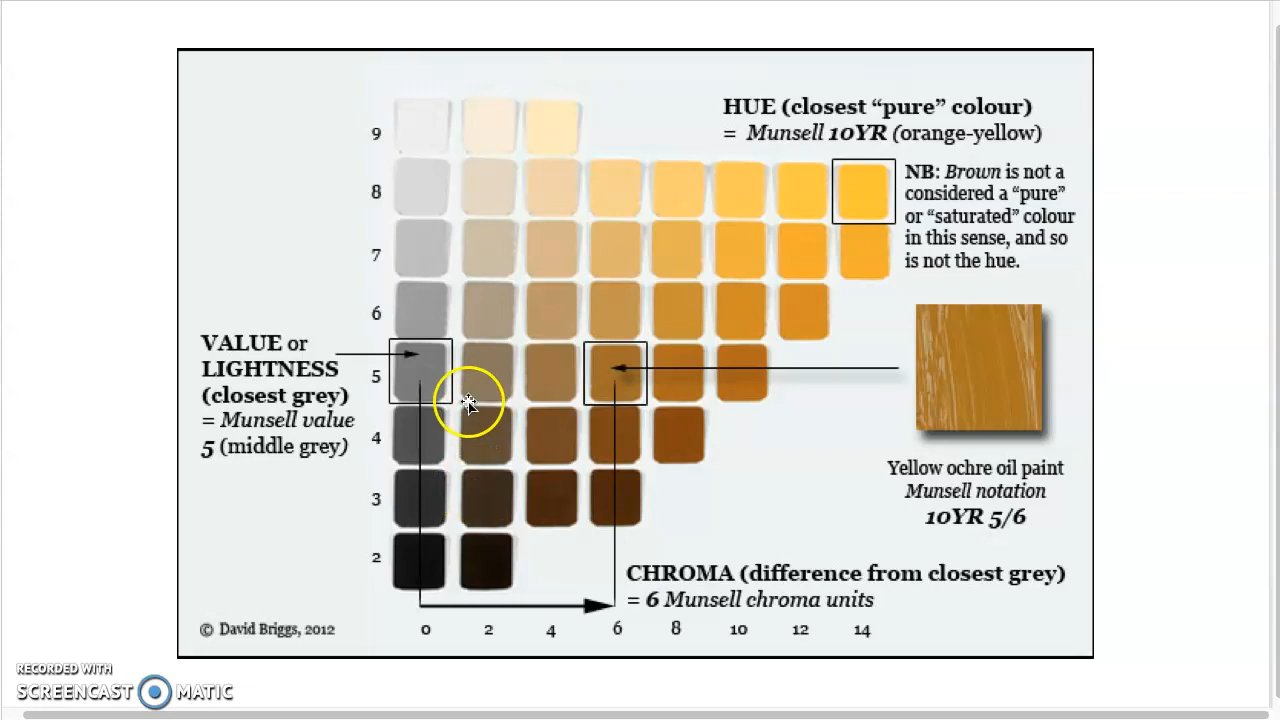 HUE (closest “pure” colour)
= Munsell 10YR (orange-yellow)
NB: Brown is not a
considered a “pure”
or “saturated” colour
in this sense, and so
is not the hue.
9
8
7
6
5
4
3
2
VALUE or
LIGHTNESS
(closest grey)
= Munsell value
5 (middle grey)
Yellow ochre oil paint
Munsell notation
10YR 5/6
CHROMA (difference from closest grey)
= 6 Munsell chroma units
© David Briggs, 2012
0 2 4 6 8 10 12 14
RECORDED WITH
SCREENCAST MATIC